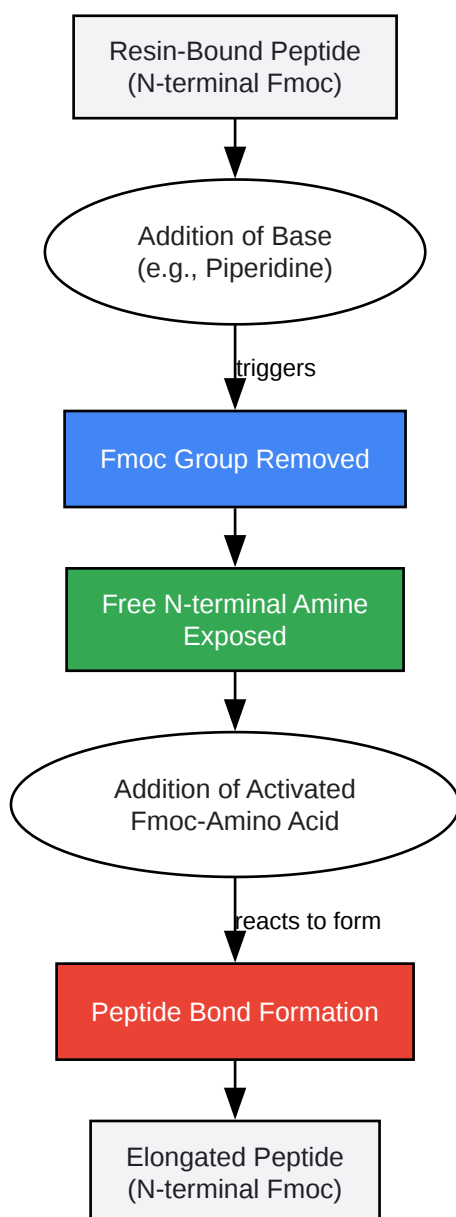 Resin-Bound Peptide
(N-terminal Fmoc)
Addition of Base
(e.g., Piperidine)
triggers
Fmoc Group Removed
Free N-terminal Amine
Exposed
Addition of Activated
Fmoc-Amino Acid
reacts to form
Peptide Bond Formation
Elongated Peptide
(N-terminal Fmoc)